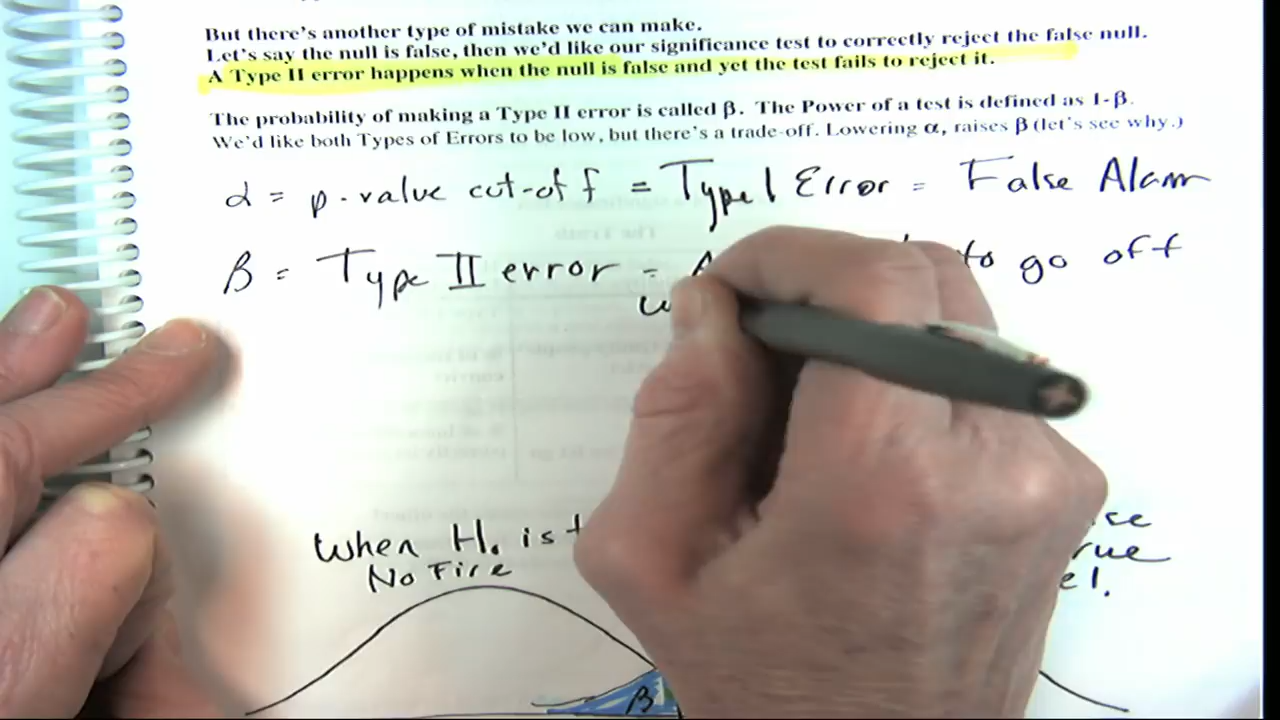 But there's another type of mistake we can make.
Let's say the null is false, then we'd like our significance test to correctly reject the false null.
A Type II error happens when the null is false and yet the test fails to reject it.
The probability of making a Type II error is called β. The Power of a test is defined as 1-β.
We'd like both Types of Errors to be low, but there's a trade-off. Lowering α, raises β (let's see why.)
α = p-value cut-off = Type I Error = False Alarm
β = Type II error = to go off
When H₀ is
No Fire
β